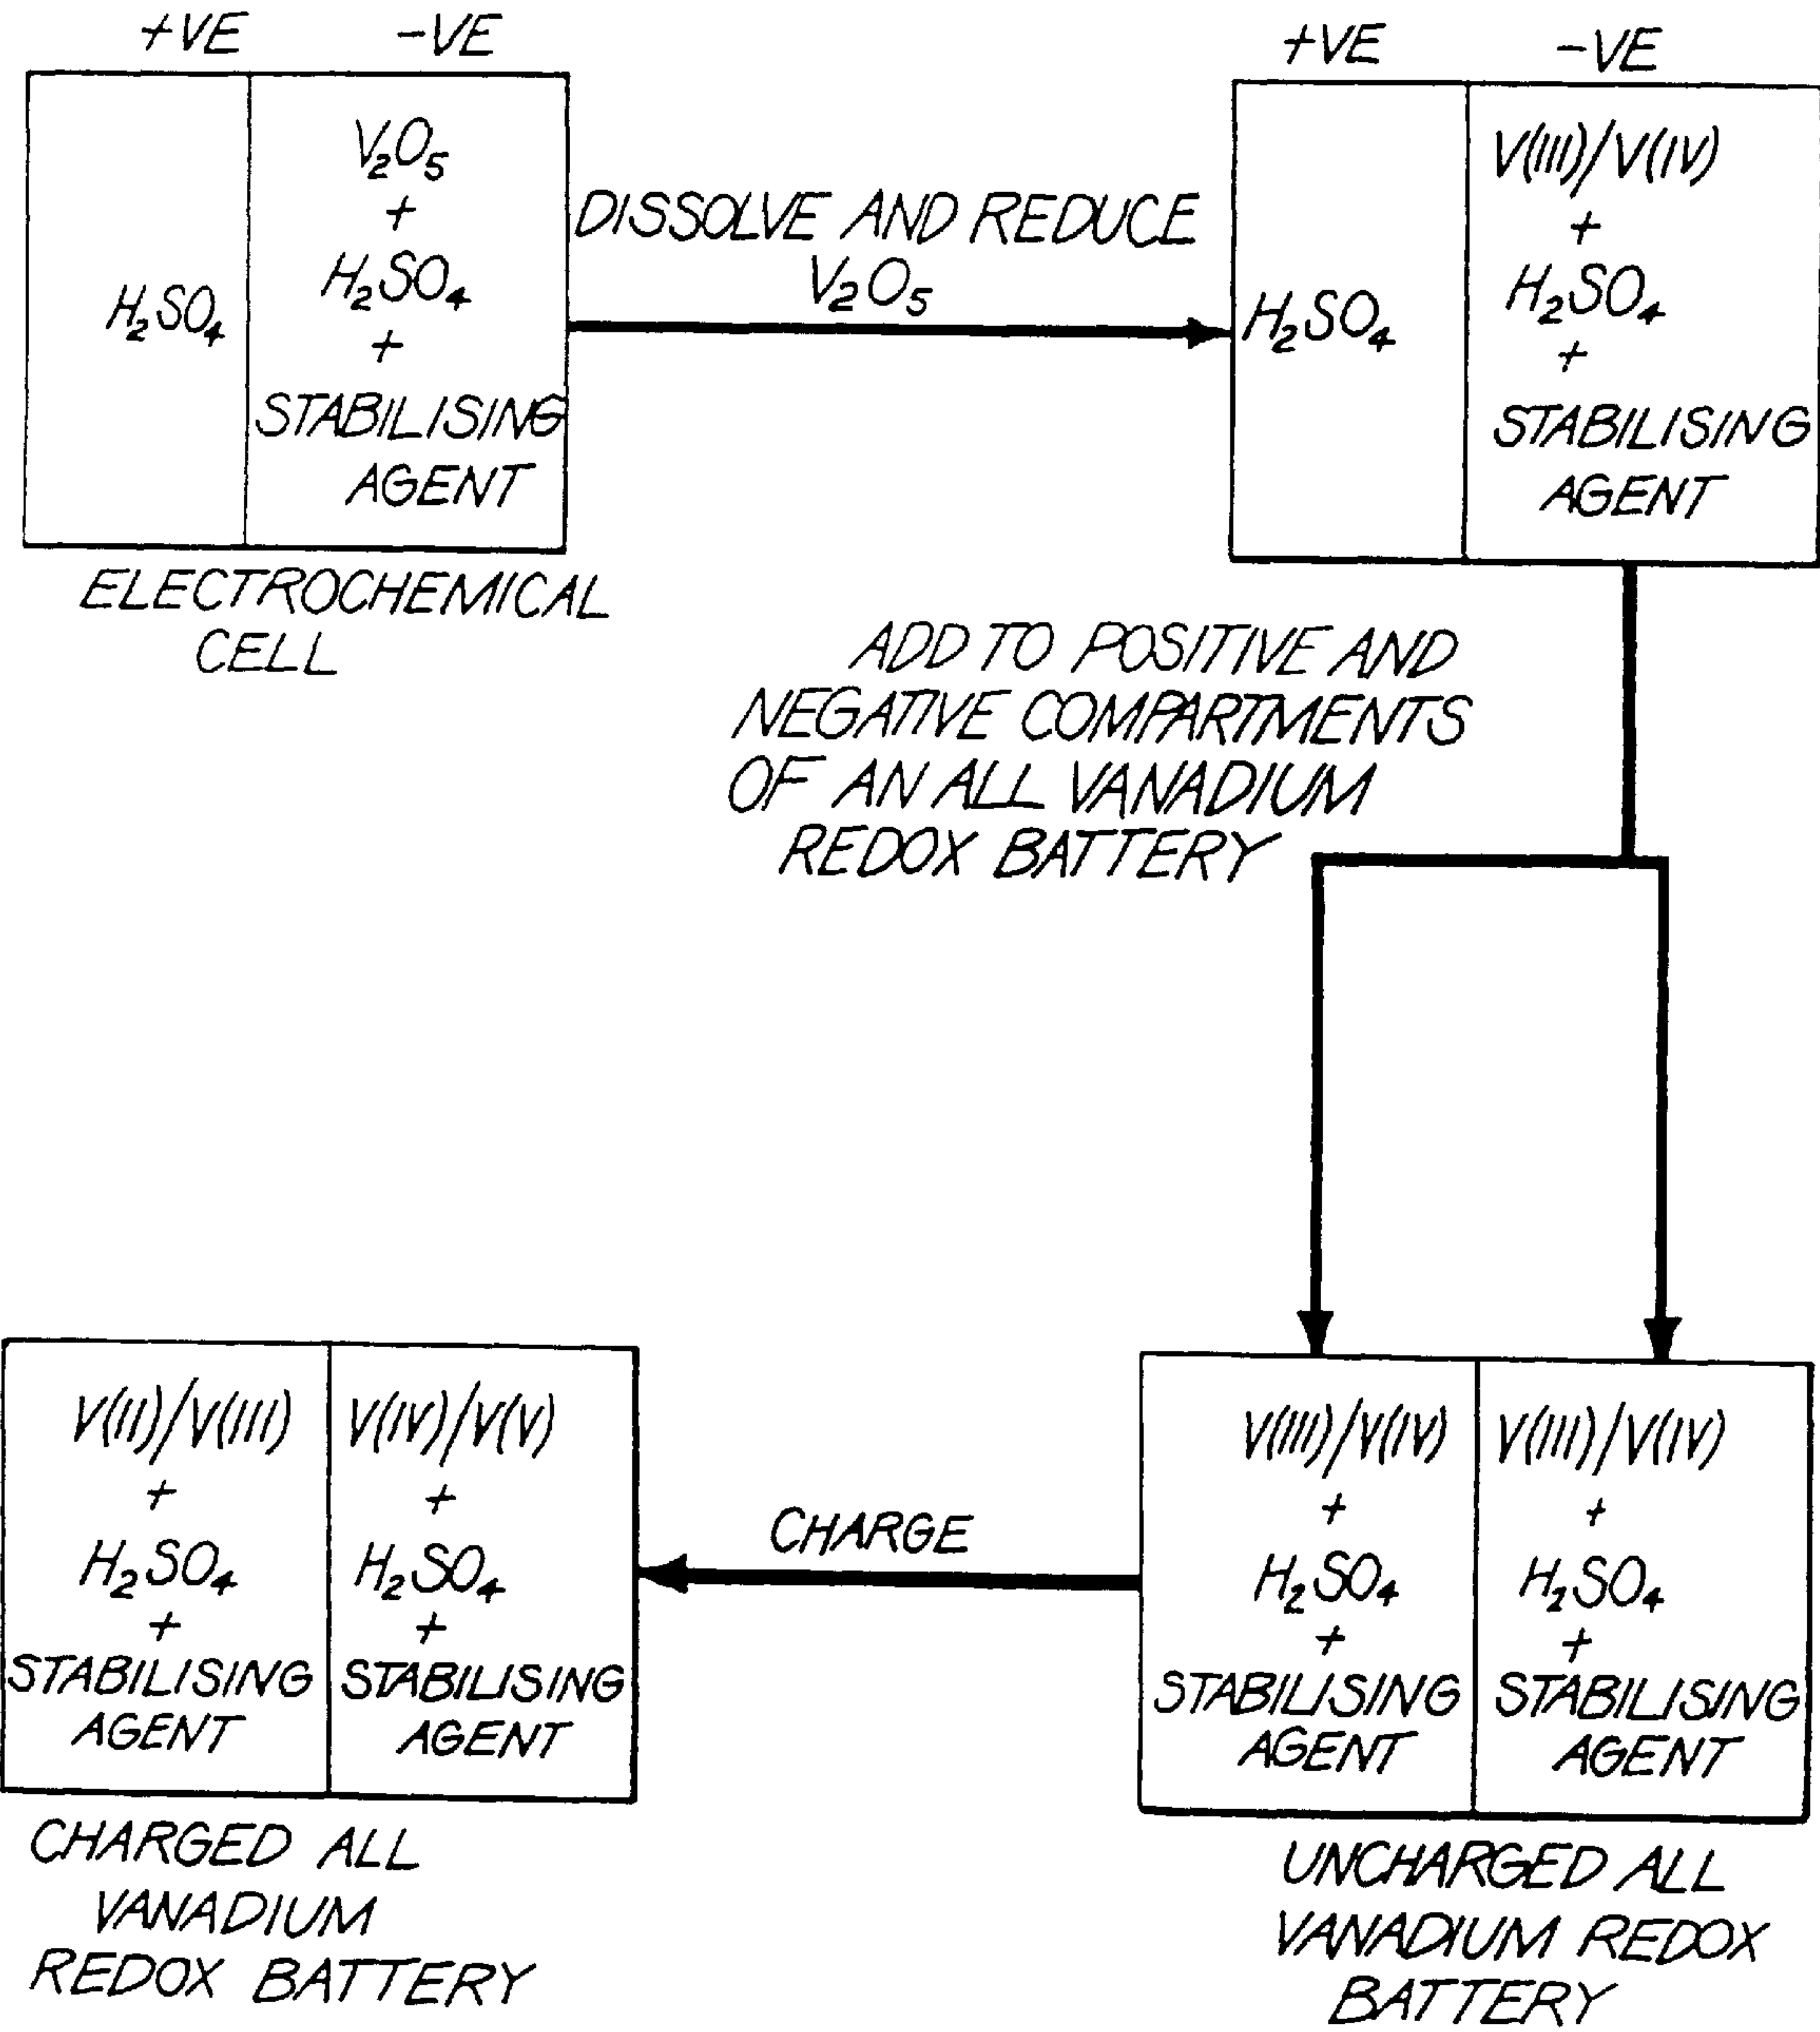 +VE -VE
H₂SO₄
V₂O₅
+
H₂SO₄
+
STABILISING
AGENT
ELECTROCHEMICAL
CELL
DISSOLVE AND REDUCE
V₂O₅
+VE -VE
H₂SO₄
V(III)/V(IV)
+
H₂SO₄
+
STABILISING
AGENT
ADD TO POSITIVE AND
NEGATIVE COMPARTMENTS
OF AN ALL VANADIUM
REDOX BATTERY
V(III)/V(IV)
+
H₂SO₄
+
STABILISING
AGENT
V(III)/V(IV)
+
H₂SO₄
+
STABILISING
AGENT
UNCHARGED ALL
VANADIUM REDOX
BATTERY
CHARGE
V(II)/V(III)
+
H₂SO₄
+
STABILISING
AGENT
V(IV)/V(V)
+
H₂SO₄
+
STABILISING
AGENT
CHARGED ALL
VANADIUM
REDOX BATTERY